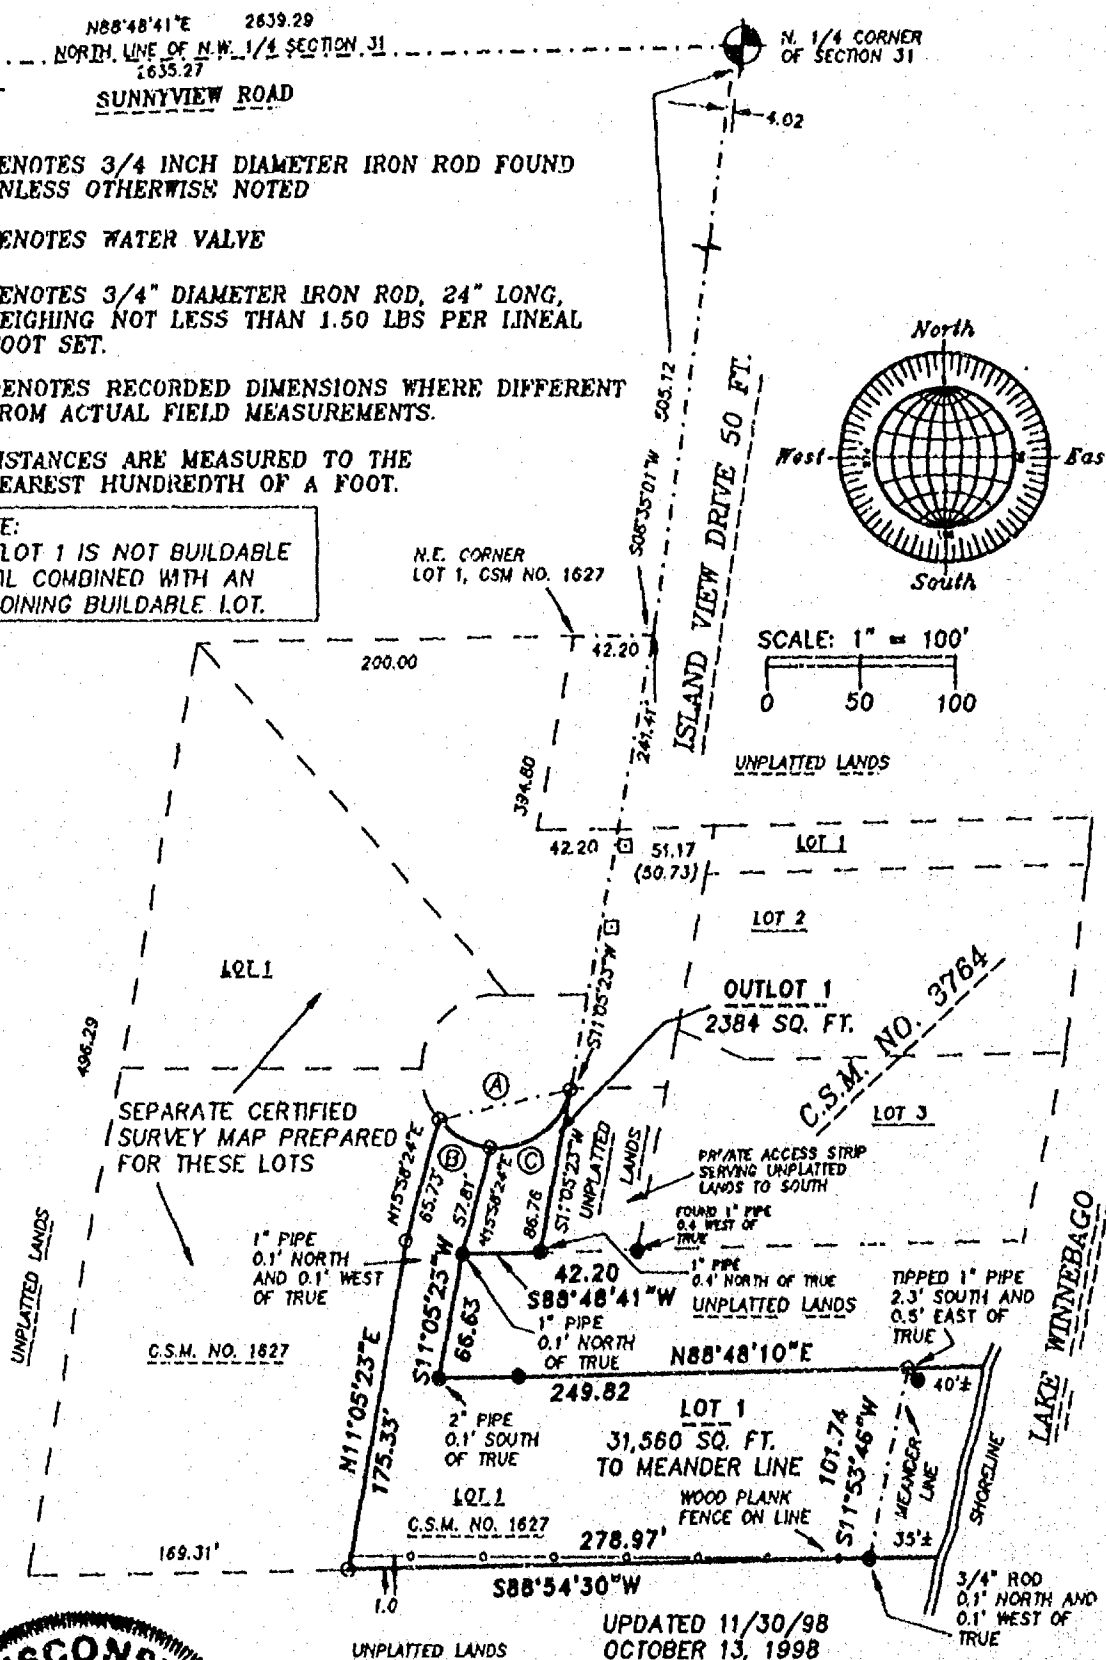 N88°48'41"E 2639.29
NORTH LINE OF N.W. 1/4 SECTION 31
2635.27
SUNNYVIEW ROAD
N. 1/4 CORNER
OF SECTION 31
4.02
ENOTES 3/4 INCH DIAMETER IRON ROD FOUND
NLESS OTHERWISE NOTED
ENOTES WATER VALVE
ENOTES 3/4" DIAMETER IRON ROD, 24" LONG,
EIGHING NOT LESS THAN 1.50 LBS PER LINEAL
OOT SET.
DENOTES RECORDED DIMENSIONS WHERE DIFFERENT
ROM ACTUAL FIELD MEASUREMENTS.
ISTANCES ARE MEASURED TO THE
EAREST HUNDREDTH OF A FOOT.
E:
LOT 1 IS NOT BUILDABLE
IL COMBINED WITH AN
OINING BUILDABLE LOT.
North
West
Eas
South
505.12
S08°35'01"W
ISLAND VIEW DRIVE 50 FT.
N.E. CORNER
LOT 1, CSM NO. 1627
SCALE: 1" = 100'
0 50 100
200.00
42.20
241.41'
394.80
UNPLATTED LANDS
42.20
51.17
(50.73)
LOT 1
LOT 2
LOT 1
S11°05'23"W
OUTLOT 1
2384 SQ. FT.
C.S.M. NO. 3764
LOT 3
496.29
SEPARATE CERTIFIED
SURVEY MAP PREPARED
FOR THESE LOTS
A
B
C
N15°58'24"E
65.73'
57.81'
N15°58'24"E
86.76
S11°05'23"W
UNPLATTED
LANDS
PRIVATE ACCESS STRIP
SERVING UNPLATTED
LANDS TO SOUTH
FOUND 1" PIPE
0.4 WEST OF
TRUE
1" PIPE
0.1' NORTH
AND 0.1' WEST
OF TRUE
1" PIPE
0.4' NORTH OF TRUE
42.20
S88°48'41"W
UNPLATTED LANDS
TIPPED 1" PIPE
2.3' SOUTH AND
0.5' EAST OF
TRUE
1" PIPE
0.1' NORTH
OF TRUE
S11°05'23"W
66.63
UNPLATTED LANDS
C.S.M. NO. 1627
N11°05'23"E
175.33'
N88°48'10"E
249.82
40'±
LAKE WINNEBAGO
2" PIPE
0.1' SOUTH
OF TRUE
LOT 1
31,560 SQ. FT.
TO MEANDER LINE
101.74
S11°53'46"W
MEANDER
LINE
SHORELINE
LOT 1
C.S.M. NO. 1627
WOOD PLANK
FENCE ON LINE
278.97'
35'±
169.31'
S88°54'30"W
1.0
3/4" ROD
0.1' NORTH AND
0.1' WEST OF
TRUE
UPDATED 11/30/98
OCTOBER 13, 1998
UNPLATTED LANDS